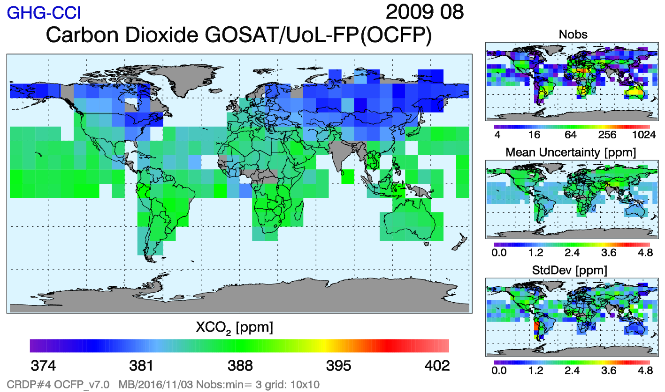 GHG-CCI
2009 08
Carbon Dioxide GOSAT/UoL-FP(OCFP)
XCO₂ [ppm]
374 381 388 395 402
CRDP#4 OCFP_v7.0 MB/2016/11/03 Nobs:min= 3 grid: 10x10
Nobs
4 16 64 256 1024
Mean Uncertainty [ppm]
0.0 1.2 2.4 3.6 4.8
StdDev [ppm]
0.0 1.2 2.4 3.6 4.8